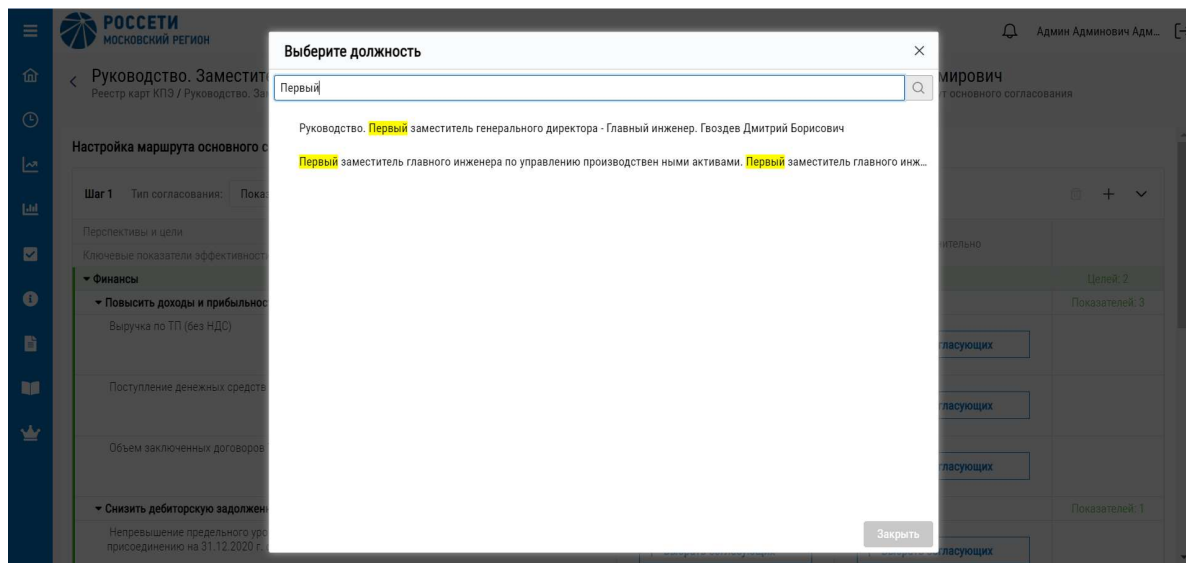 РОССЕТИ
МОСКОВСКИЙ РЕГИОН
Админ Админович Адм...
Руководство. Заместит
мирович
Реестр карт КПЭ / Руководство. За
т основного согласования
Выберите должность
Первый
Руководство. Первый заместитель генерального директора - Главный инженер. Гвоздев Дмитрий Борисович
Первый заместитель главного инженера по управлению производствен ными активами. Первый заместитель главного инж...
Настройка маршрута основного с
Шаг 1 Тип согласования: Пока
Перспективы и цели
Ключевые показатели эффективност
нительно
Финансы
Целей: 2
Повысить доходы и прибыльнос
Показателей: 3
Выручка по ТП (без НДС)
гласующих
Поступление денежных средств
гласующих
Объем заключенных договоров
гласующих
Снизить дебиторскую задолжен
Показателей: 1
Непревышение предельного уро
присоединению на 31.12.2020 г.
гласующих
Закрыть